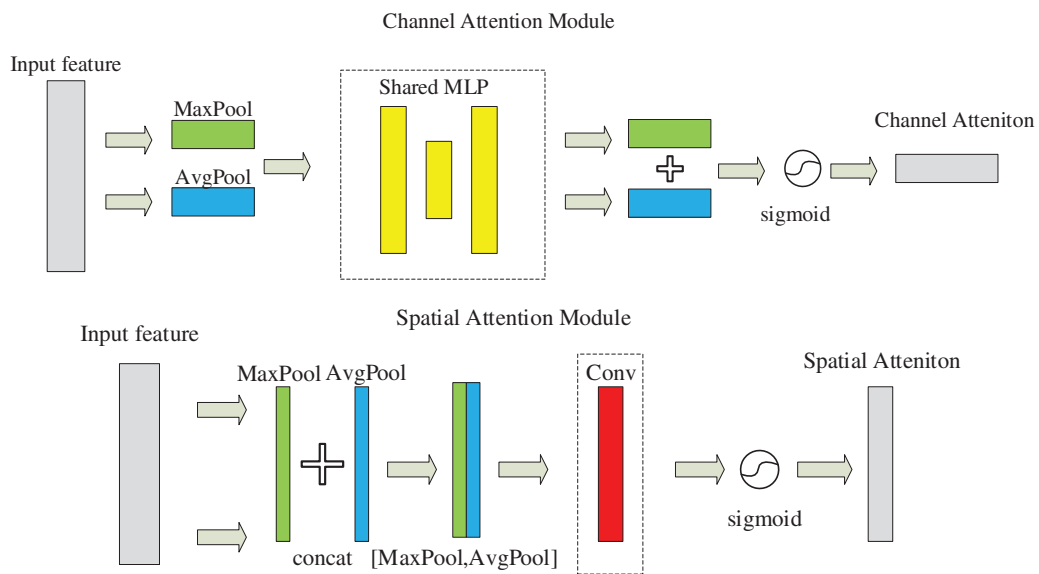 Channel Attention Module
Input feature
MaxPool
AvgPool
Shared MLP
sigmoid
Channel Atteniton
Spatial Attention Module
Input feature
MaxPool AvgPool
concat
[MaxPool,AvgPool]
Conv
sigmoid
Spatial Atteniton